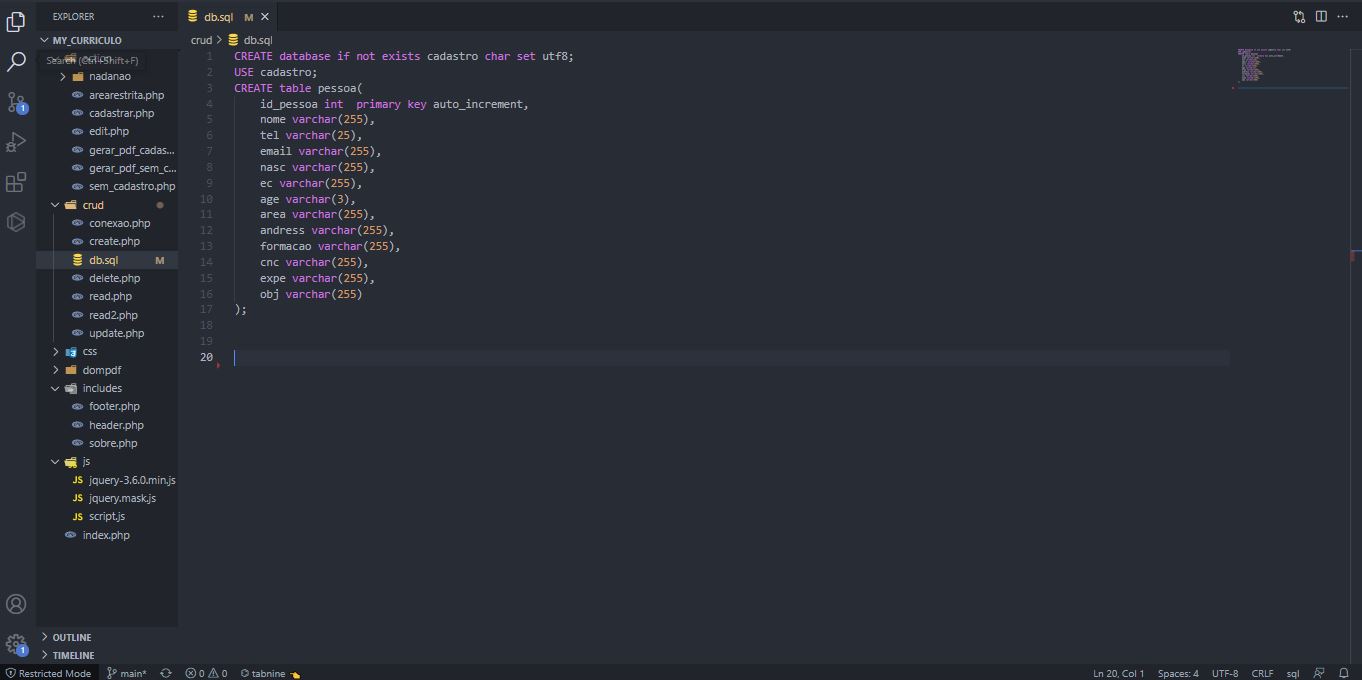 EXPLORER
db.sql M
MY_CURRICULO
crud > db.sql
Search (Ctrl+Shift+F)
nadanao
arearestrita.php
cadastrar.php
edit.php
gerar_pdf_cadas...
gerar_pdf_sem_c...
sem_cadastro.php
crud
conexao.php
create.php
db.sql M
delete.php
read.php
read2.php
update.php
css
dompdf
includes
footer.php
header.php
sobre.php
js
JS jquery-3.6.0.min.js
JS jquery.mask.js
JS script.js
index.php
OUTLINE
TIMELINE
1 CREATE database if not exists cadastro char set utf8;
2 USE cadastro;
3 CREATE table pessoa(
4 id_pessoa int  primary key auto_increment,
5 nome varchar(255),
6 tel varchar(25),
7 email varchar(255),
8 nasc varchar(255),
9 ec varchar(255),
10 age varchar(3),
11 area varchar(255),
12 andress varchar(255),
13 formacao varchar(255),
14 cnc varchar(255),
15 expe varchar(255),
16 obj varchar(255)
17 );
18
19
20
1
1
Restricted Mode main* 0 0 tabnine Ln 20, Col 1 Spaces: 4 UTF-8 CRLF sql